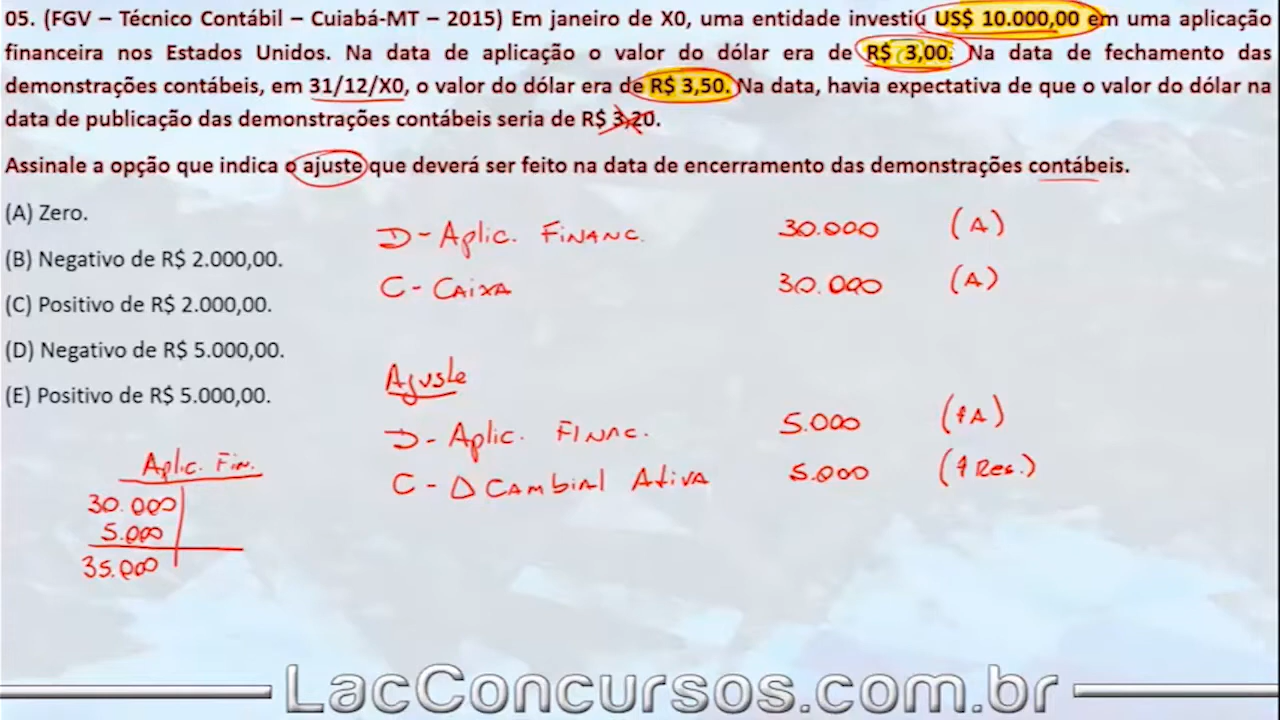 05. (FGV – Técnico Contábil – Cuiabá-MT – 2015) Em janeiro de X0, uma entidade investiu US$ 10.000,00 em uma aplicação
financeira nos Estados Unidos. Na data de aplicação o valor do dólar era de R$ 3,00. Na data de fechamento das
demonstrações contábeis, em 31/12/X0, o valor do dólar era de R$ 3,50. Na data, havia expectativa de que o valor do dólar na
data de publicação das demonstrações contábeis seria de R$ 3,20.
Assinale a opção que indica o ajuste que deverá ser feito na data de encerramento das demonstrações contábeis.
(A) Zero.
(B) Negativo de R$ 2.000,00.
(C) Positivo de R$ 2.000,00.
(D) Negativo de R$ 5.000,00.
(E) Positivo de R$ 5.000,00.
D - Aplic. Financ. 30.000 (A)
C - Caixa 30.000 (A)
Ajuste
D - Aplic. Finac. 5.000 (↑A)
C - Δ Cambial Ativa 5.000 (↑Res.)
Aplic. Fin.
30.000
5.000
35.000
LacConcursos.com.br